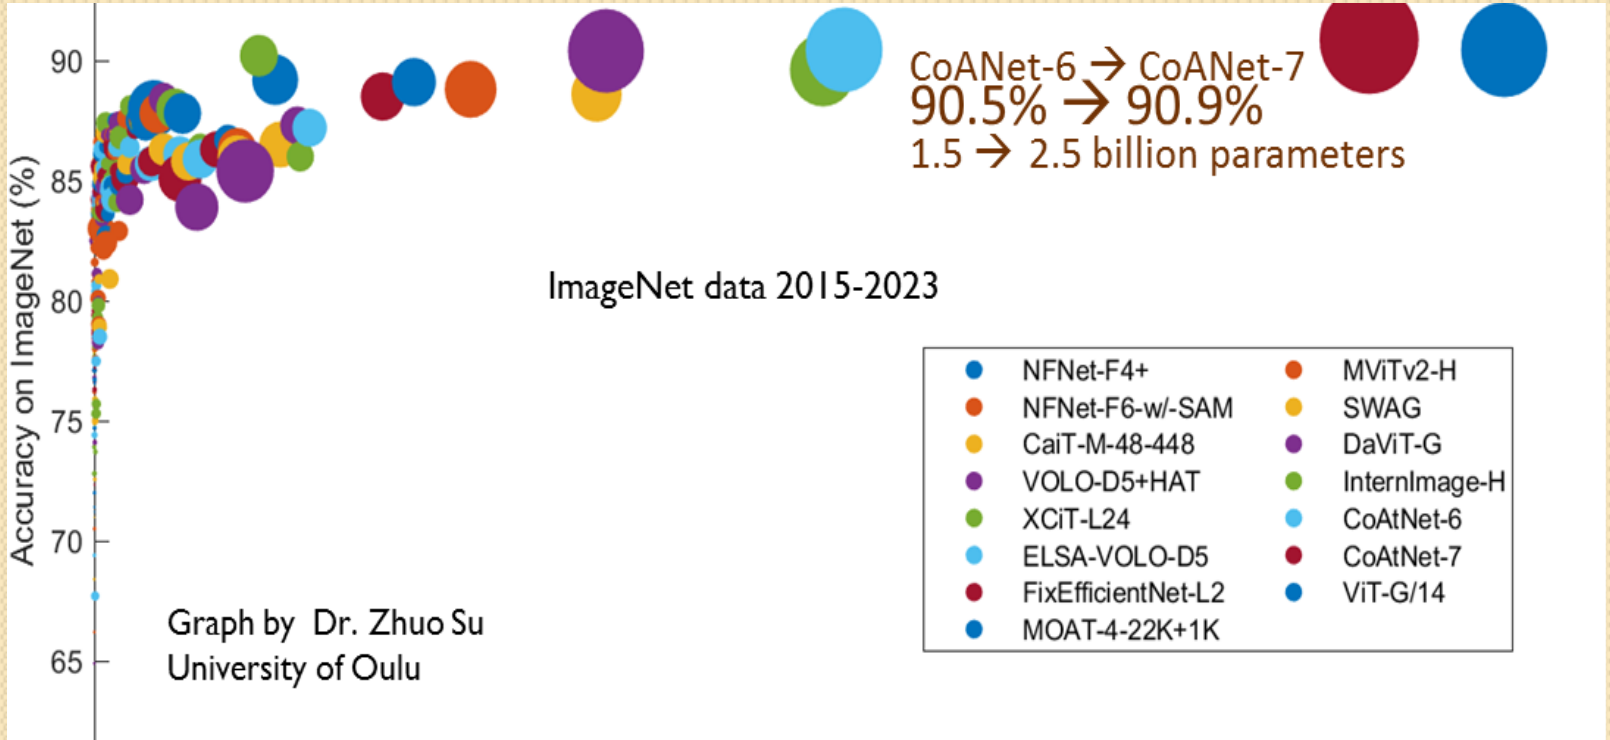 Accuracy on ImageNet (%)
90
85
80
75
70
65
CoANet-6 → CoANet-7
90.5% → 90.9%
1.5 → 2.5 billion parameters
ImageNet data 2015-2023
NFNet-F4+
NFNet-F6-w/-SAM
CaiT-M-48-448
VOLO-D5+HAT
XCiT-L24
ELSA-VOLO-D5
FixEfficientNet-L2
MOAT-4-22K+1K
MViTv2-H
SWAG
DaViT-G
InternImage-H
CoAtNet-6
CoAtNet-7
ViT-G/14
Graph by Dr. Zhuo Su
University of Oulu